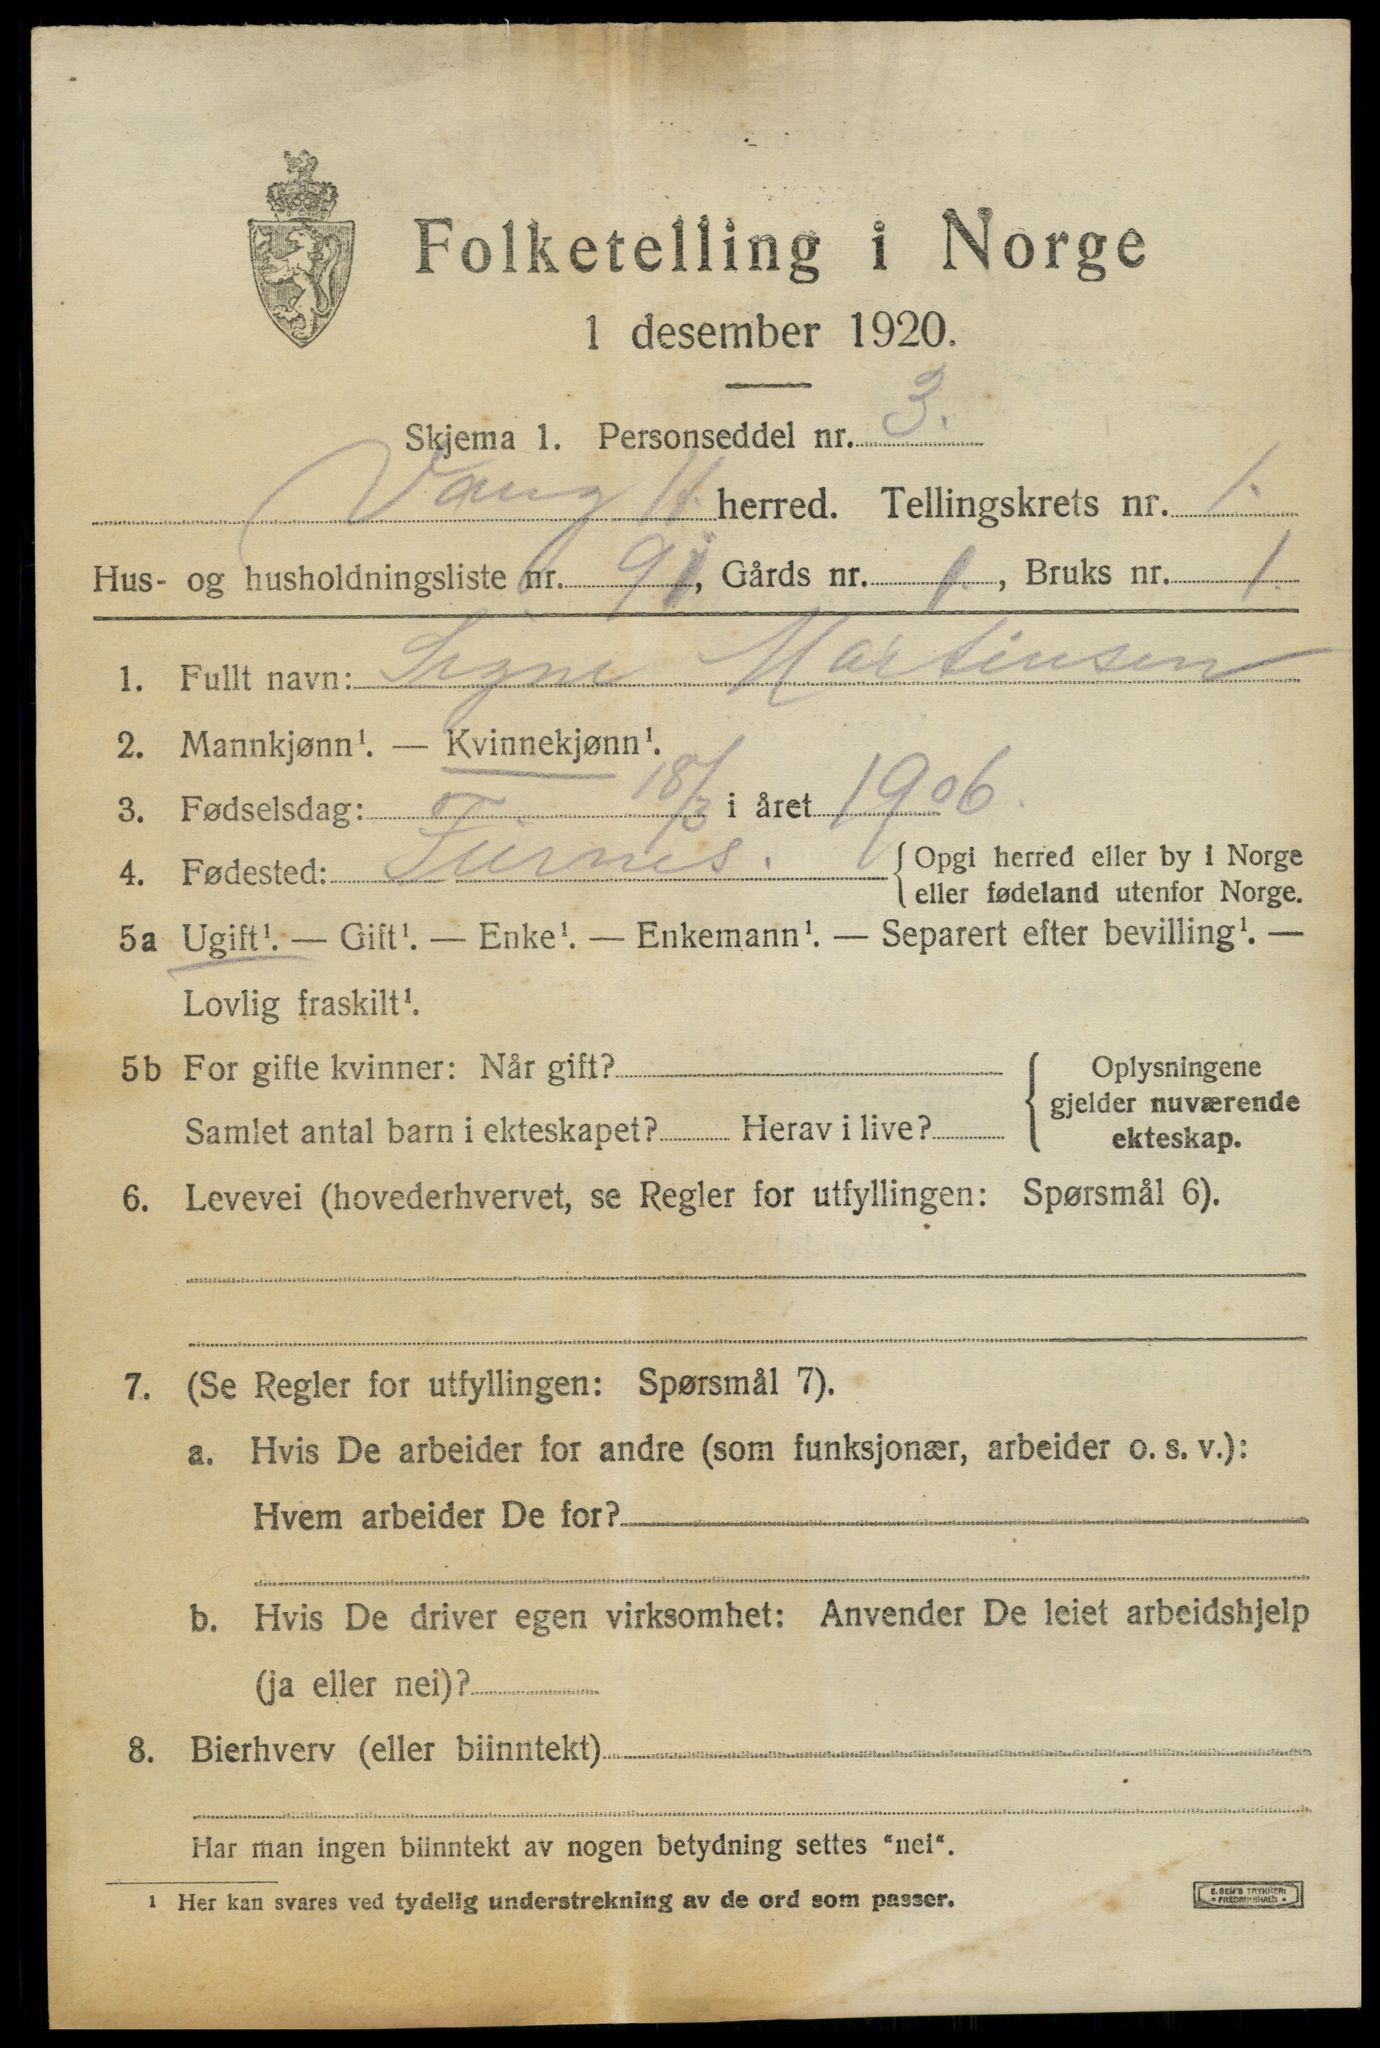 Folketelling i Norge
1 desember 1920.
Skjema 1. Personseddel nr. 3.
Vang H. herred. Tellingskrets nr. 1.
Hus- og husholdningsliste nr. 91, Gårds nr. 1., Bruks nr. 1.
1. Fullt navn: Signe Martinsen
2. Mannkjønn¹. — Kvinnekjønn¹.
3. Fødselsdag: 18/3 i året 1906.
4. Fødested: Furnes. Opgi herred eller by i Norge
eller fødeland utenfor Norge.
5a Ugift¹. — Gift¹. — Enke¹. — Enkemann¹. — Separert efter bevilling¹. —
Lovlig fraskilt¹.
5b For gifte kvinner: Når gift? Oplysningene
gjelder nuværende
Samlet antal barn i ekteskapet? Herav i live? ekteskap.
6. Levevei (hovederhvervet, se Regler for utfyllingen: Spørsmål 6).
7. (Se Regler for utfyllingen: Spørsmål 7).
a. Hvis De arbeider for andre (som funksjonær, arbeider o. s. v.):
Hvem arbeider De for?
b. Hvis De driver egen virksomhet: Anvender De leiet arbeidshjelp
(ja eller nei)?
8. Bierhverv (eller biinntekt)
Har man ingen biinntekt av nogen betydning settes "nei".
1 Her kan svares ved tydelig understrekning av de ord som passer.
E. SEM'S TRYKKERI
FREDRIKSHALD